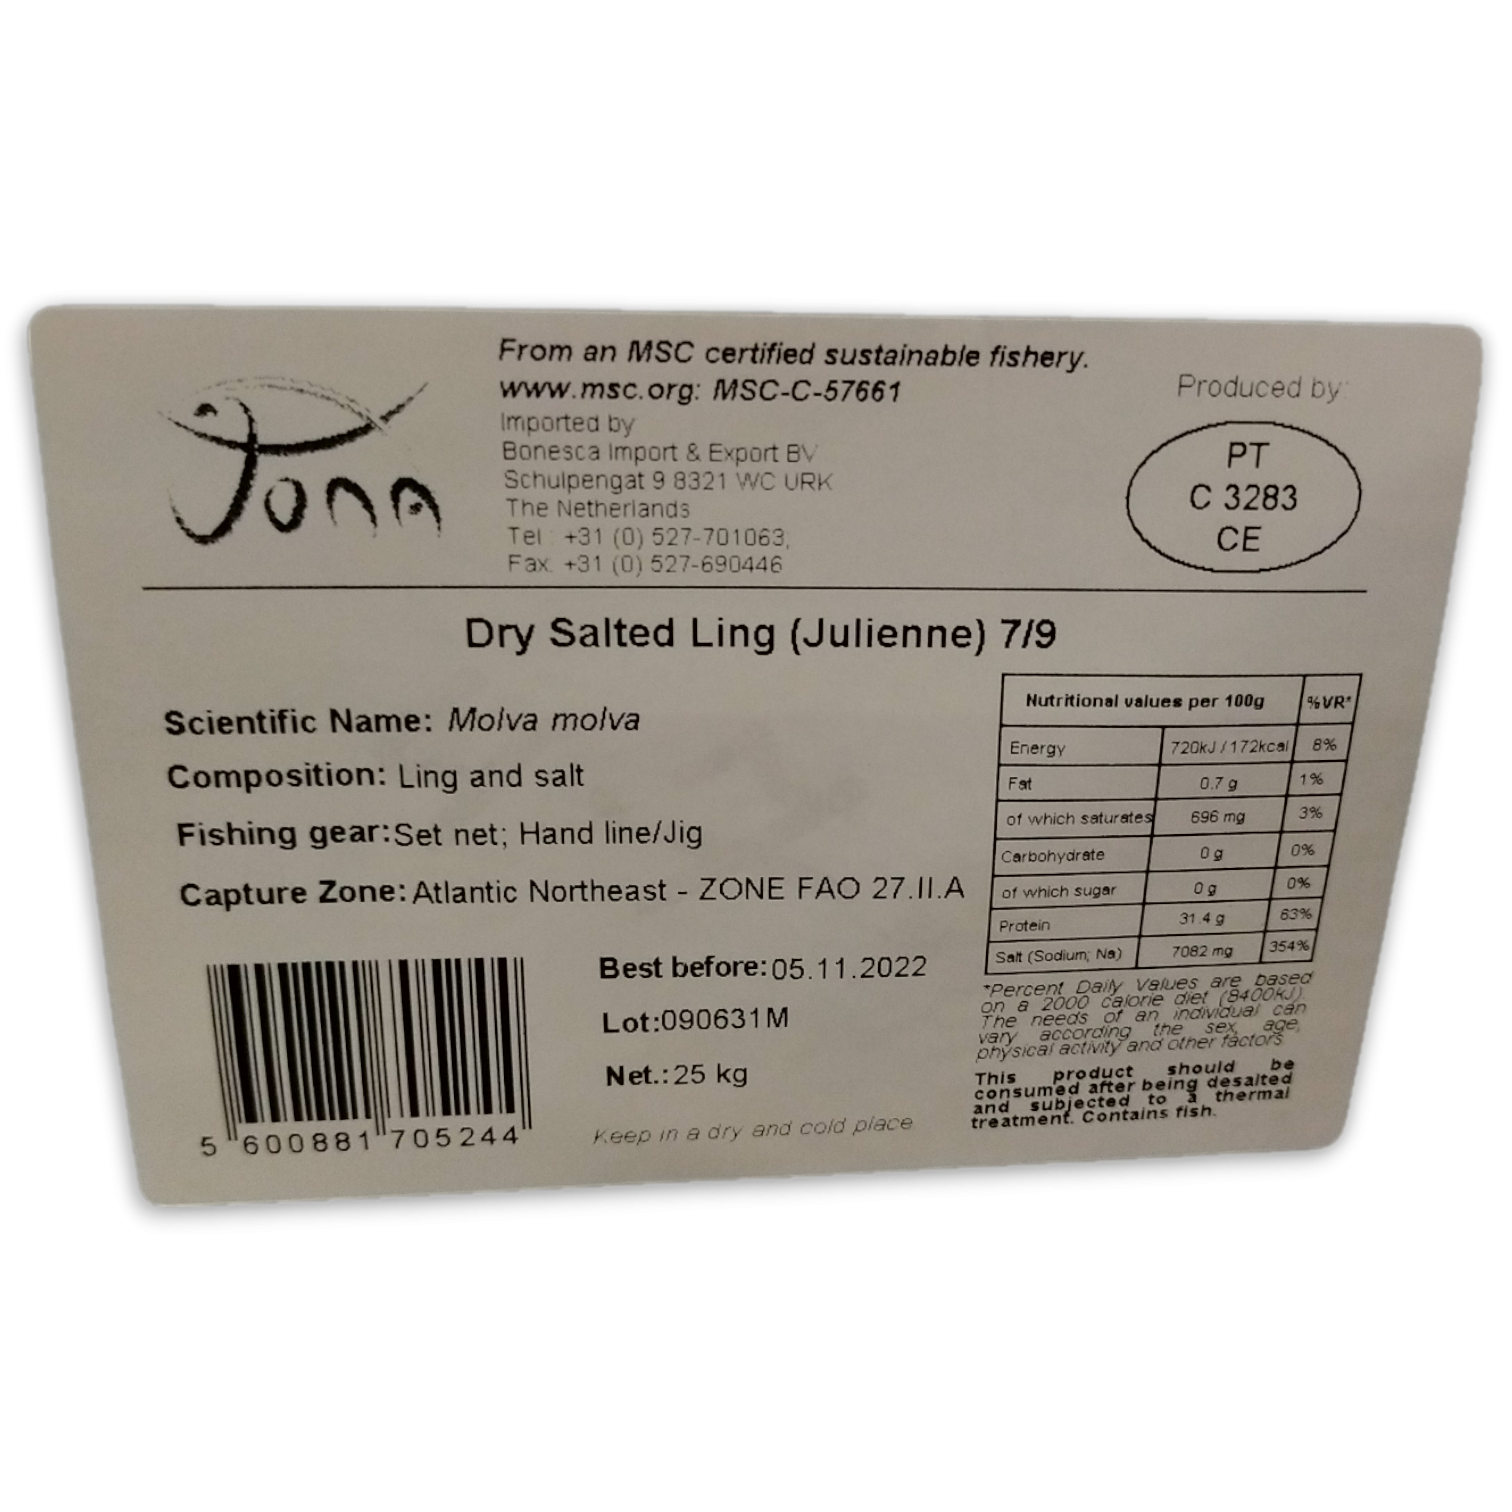 From an MSC certified sustainable fishery.
www.msc.org: MSC-C-57661
Imported by
Bonesca Import & Export BV
Schulpengat 9 8321 WC URK
The Netherlands
Tel : +31 (0) 527-701063,
Fax. +31 (0) 527-690446
Jona
Produced by:
PT
C 3283
CE
Dry Salted Ling (Julienne) 7/9
Scientific Name: Molva molva
Composition: Ling and salt
Fishing gear:Set net; Hand line/Jig
Capture Zone:Atlantic Northeast - ZONE FAO 27.II.A
Nutritional values per 100g %VR*
Energy 720kJ / 172kcal 8%
Fat 0.7 g 1%
of which saturates 696 mg 3%
Carbohydrate 0 g 0%
of which sugar 0 g 0%
Protein 31.4 g 63%
Salt (Sodium; Na) 7082 mg 354%
*Percent Daily Values are based
on a 2000 calorie diet (8400kJ).
The needs of an individual can
vary according the sex, age,
physical activity and other factors.
This product should be
consumed after being desalted
and subjected to a thermal
treatment. Contains fish.
Best before:05.11.2022
Lot:090631M
Net.:25 kg
Keep in a dry and cold place
5 600881 705244